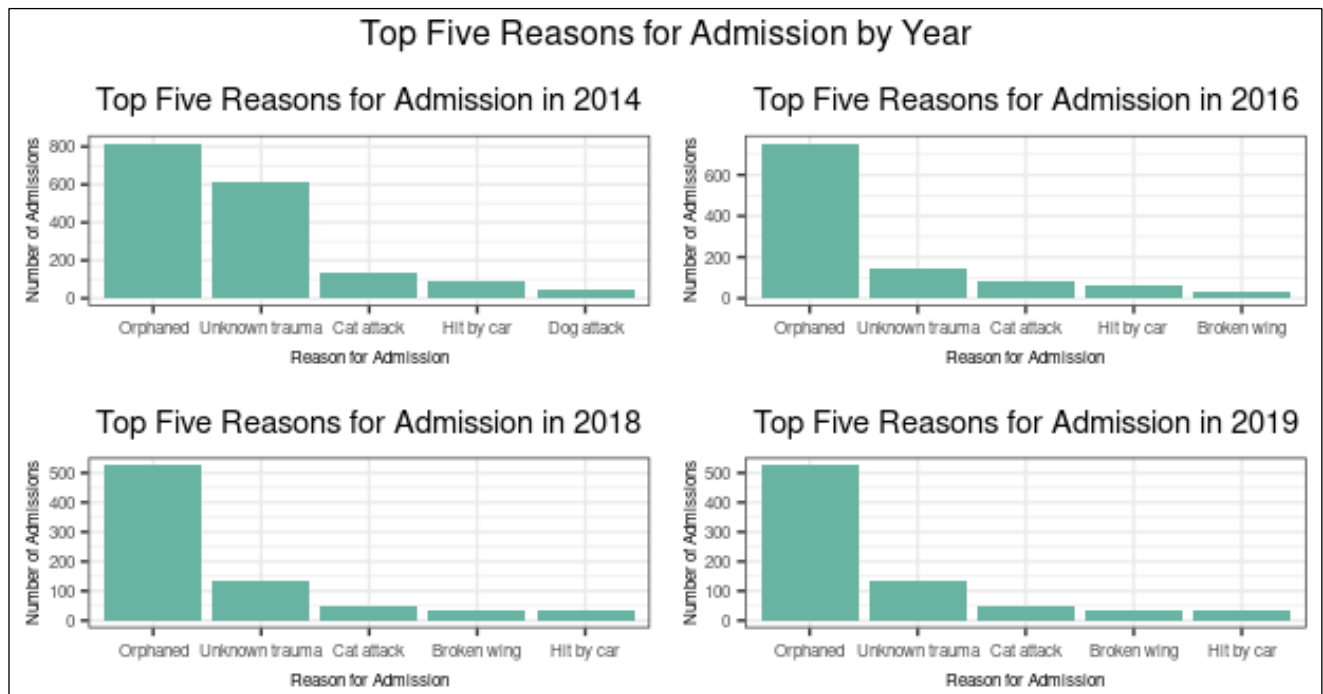 Top Five Reasons for Admission by Year
Top Five Reasons for Admission in 2014
Number of Admissions
800
600
400
200
0
Orphaned Unknown trauma Cat attack Hit by car Dog attack
Reason for Admission
Top Five Reasons for Admission in 2016
Number of Admissions
600
400
200
0
Orphaned Unknown trauma Cat attack Hit by car Broken wing
Reason for Admission
Top Five Reasons for Admission in 2018
Number of Admissions
500
400
300
200
100
0
Orphaned Unknown trauma Cat attack Broken wing Hit by car
Reason for Admission
Top Five Reasons for Admission in 2019
Number of Admissions
500
400
300
200
100
0
Orphaned Unknown trauma Cat attack Broken wing Hit by car
Reason for Admission